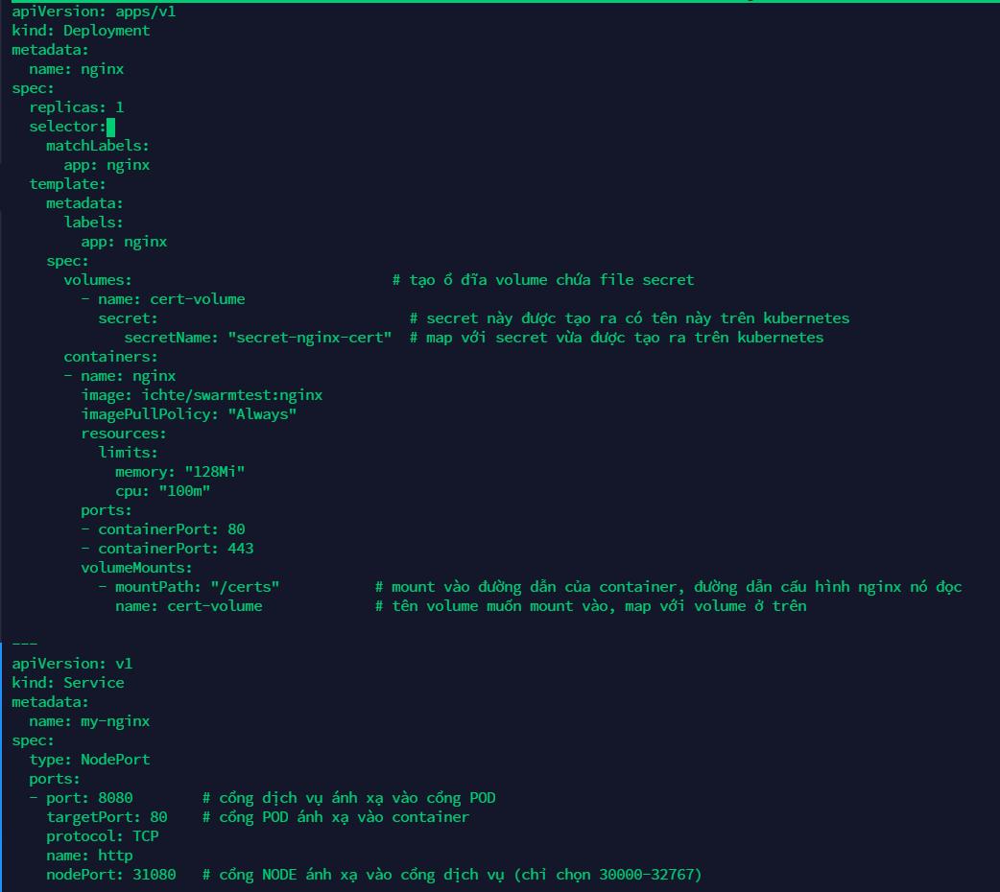 apiVersion: apps/v1
kind: Deployment
metadata:
  name: nginx
spec:
  replicas: 1
  selector:
    matchLabels:
      app: nginx
  template:
    metadata:
      labels:
        app: nginx
    spec:
      volumes:                              # tạo ổ đĩa volume chứa file secret
        - name: cert-volume
          secret:                             # secret này được tạo ra có tên này trên kubernetes
             secretName: "secret-nginx-cert"  # map với secret vừa được tạo ra trên kubernetes
      containers:
      - name: nginx
        image: ichte/swarmtest:nginx
        imagePullPolicy: "Always"
        resources:
          limits:
            memory: "128Mi"
            cpu: "100m"
        ports:
        - containerPort: 80
        - containerPort: 443
        volumeMounts:
          - mountPath: "/certs"           # mount vào đường dẫn của container, đường dẫn cấu hình nginx nó đọc
            name: cert-volume             # tên volume muốn mount vào, map với volume ở trên
---
apiVersion: v1
kind: Service
metadata:
  name: my-nginx
spec:
  type: NodePort
  ports:
  - port: 8080        # cổng dịch vụ ánh xạ vào cổng POD
    targetPort: 80    # cổng POD ánh xạ vào container
    protocol: TCP
    name: http
    nodePort: 31080   # cổng NODE ánh xạ vào cổng dịch vụ (chỉ chọn 30000-32767)